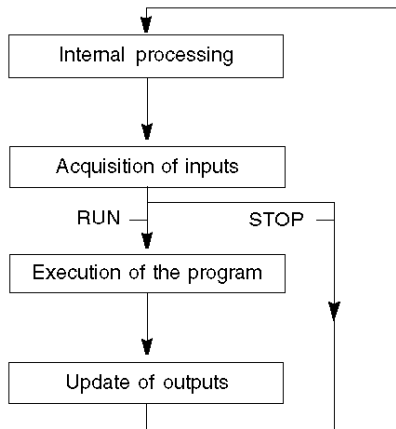 Internal processing
Acquisition of inputs
RUN
STOP
Execution of the program
Update of outputs